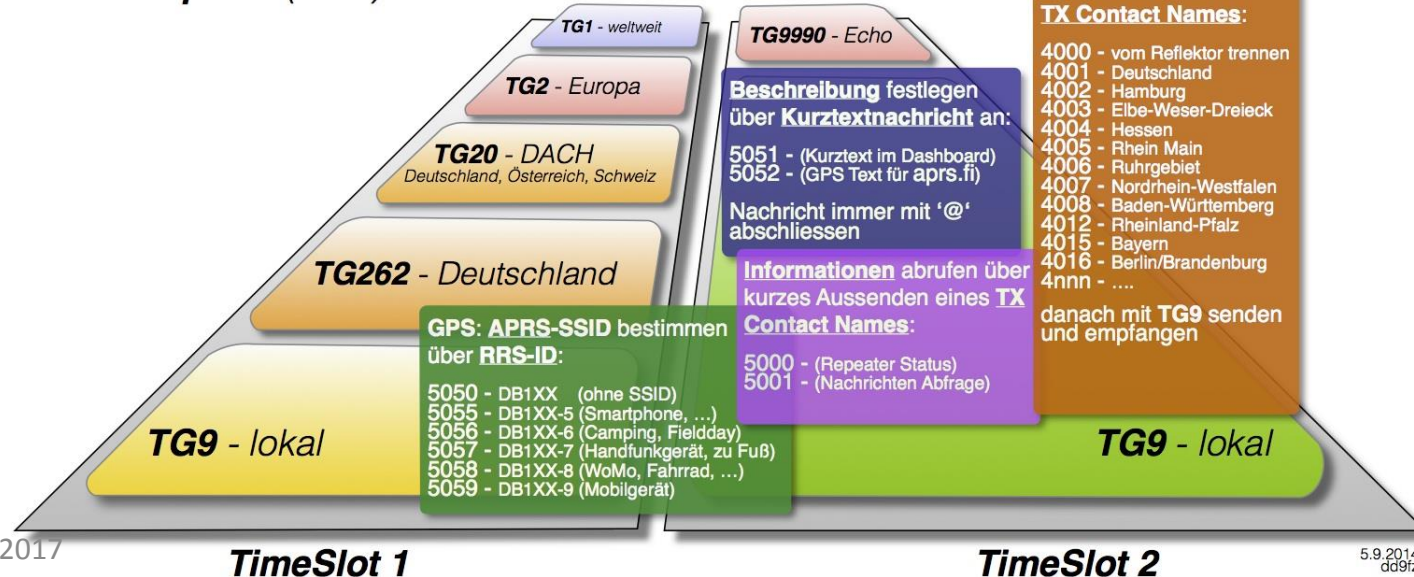 TG1 - weltweit
TG2 - Europa
TG20 - DACH
Deutschland, Österreich, Schweiz
TG262 - Deutschland
TG9 - lokal
GPS: APRS-SSID bestimmen
über RRS-ID:
5050 - DB1XX (ohne SSID)
5055 - DB1XX-5 (Smartphone, ...)
5056 - DB1XX-6 (Camping, Fieldday)
5057 - DB1XX-7 (Handfunkgerät, zu Fuß)
5058 - DB1XX-8 (WoMo, Fahrrad, ...)
5059 - DB1XX-9 (Mobilgerät)
TG9990 - Echo
Beschreibung festlegen
über Kurztextnachricht an:
5051 - (Kurztext im Dashboard)
5052 - (GPS Text für aprs.fi)
Nachricht immer mit '@'
abschliessen
Informationen abrufen über
kurzes Aussenden eines TX
Contact Names:
5000 - (Repeater Status)
5001 - (Nachrichten Abfrage)
TX Contact Names:
4000 - vom Reflektor trennen
4001 - Deutschland
4002 - Hamburg
4003 - Elbe-Weser-Dreieck
4004 - Hessen
4005 - Rhein Main
4006 - Ruhrgebiet
4007 - Nordrhein-Westfalen
4008 - Baden-Württemberg
4012 - Rheinland-Pfalz
4015 - Bayern
4016 - Berlin/Brandenburg
4nnn - ....
danach mit TG9 senden
und empfangen
TG9 - lokal
2017
TimeSlot 1
TimeSlot 2
5.9.2014